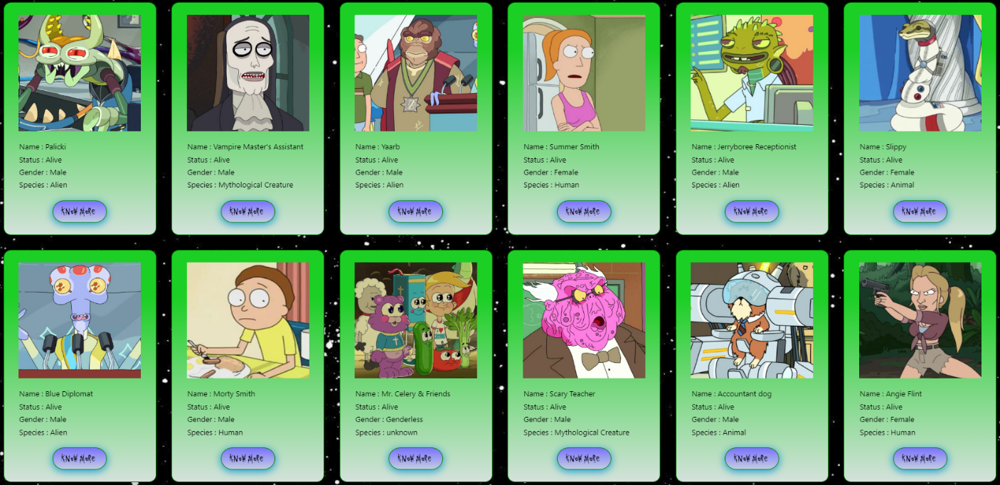 Name : Palicki
Status : Alive
Gender : Male
Species : Alien
KNOW MORE
Name : Vampire Master's Assistant
Status : Alive
Gender : Male
Species : Mythological Creature
KNOW MORE
Name : Yaarb
Status : Alive
Gender : Male
Species : Alien
KNOW MORE
Name : Summer Smith
Status : Alive
Gender : Female
Species : Human
KNOW MORE
Name : Jerryboree Receptionist
Status : Alive
Gender : Male
Species : Alien
KNOW MORE
Name : Slippy
Status : Alive
Gender : Female
Species : Animal
KNOW MORE
Name : Blue Diplomat
Status : Alive
Gender : Male
Species : Alien
KNOW MORE
Name : Morty Smith
Status : Alive
Gender : Male
Species : Human
KNOW MORE
Name : Mr. Celery & Friends
Status : Alive
Gender : Genderless
Species : unknown
KNOW MORE
Name : Scary Teacher
Status : Alive
Gender : Male
Species : Mythological Creature
KNOW MORE
Name : Accountant dog
Status : Alive
Gender : Male
Species : Animal
KNOW MORE
Name : Angie Flint
Status : Alive
Gender : Female
Species : Human
KNOW MORE